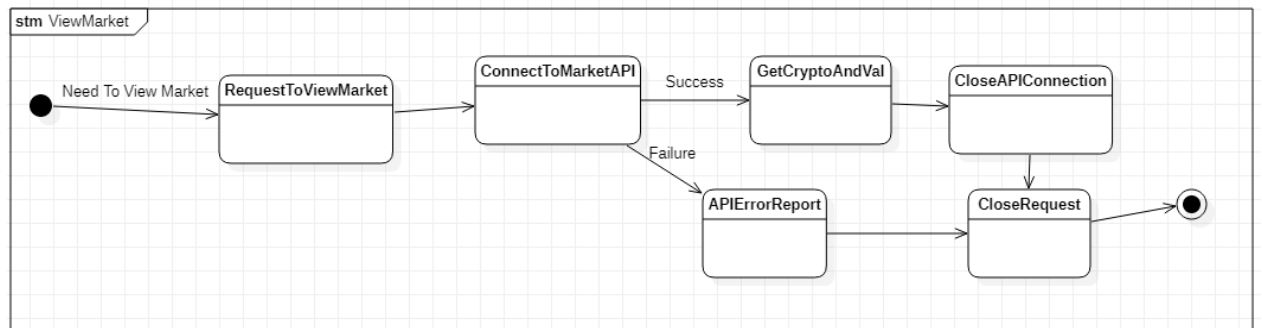 stm ViewMarket
Need To View Market
RequestToViewMarket
ConnectToMarketAPI
Success
GetCryptoAndVal
CloseAPIConnection
Failure
APIErrorReport
CloseRequest